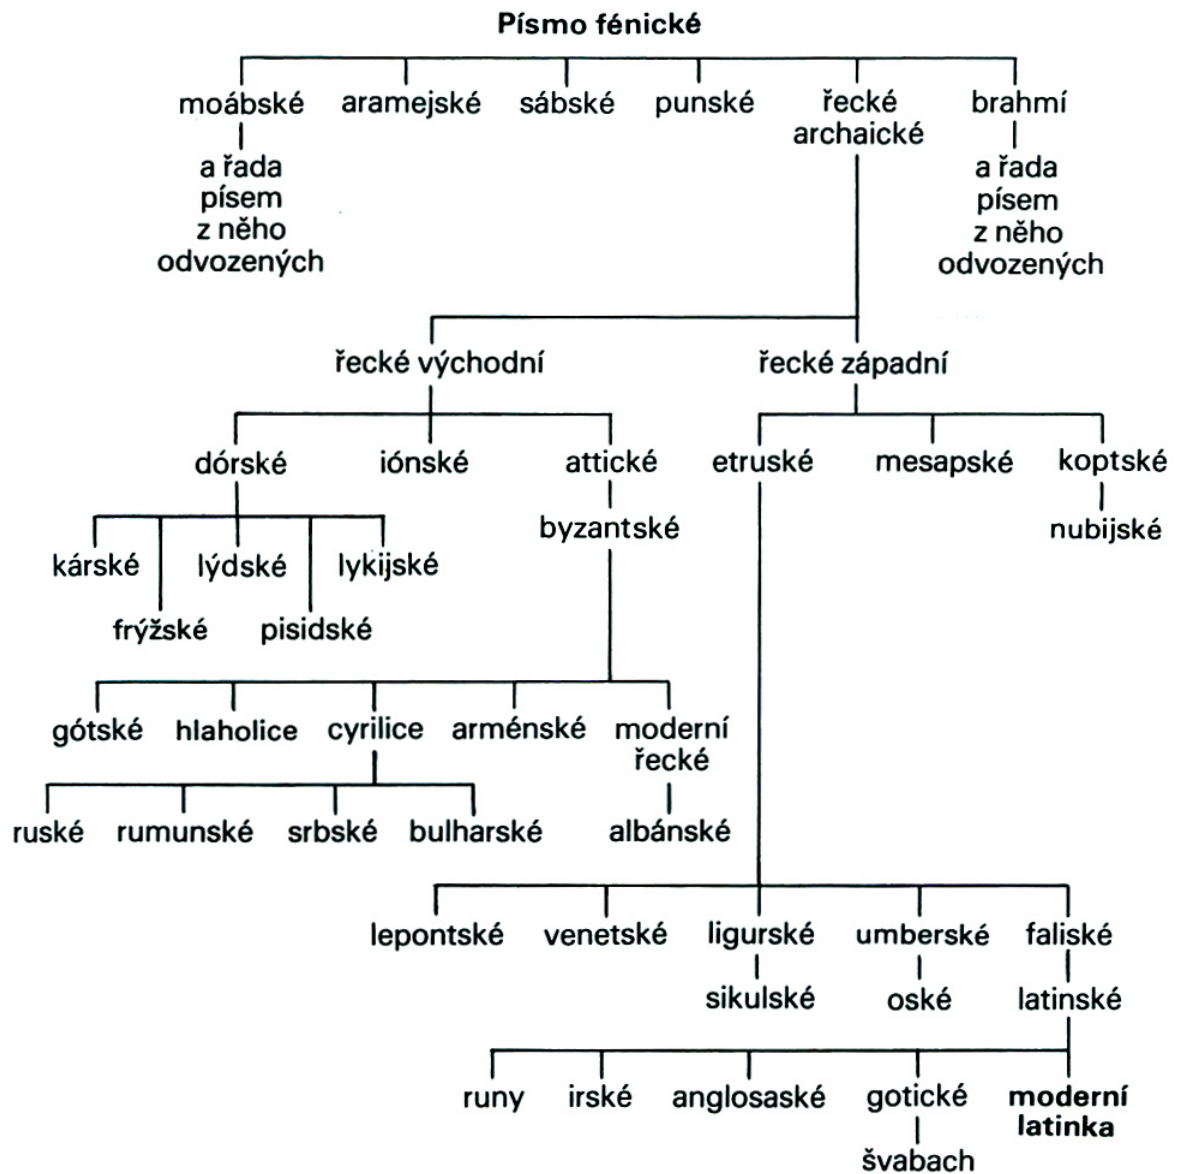 Písmo fénické
moábské aramejské sábské punské řecké archaické brahmí
a řada
písem
z něho
odvozených
a řada
písem
z něho
odvozených
řecké východní řecké západní
dórské iónské attické etruské mesapské koptské
byzantské nubijské
kárské lýdské lykijské
frýžské pisidské
gótské hlaholice cyrilice arménské moderní řecké
ruské rumunské srbské bulharské albánské
lepontské venetské ligurské umberské faliské
sikulské oské latinské
runy irské anglosaské gotické moderní latinka
švabach